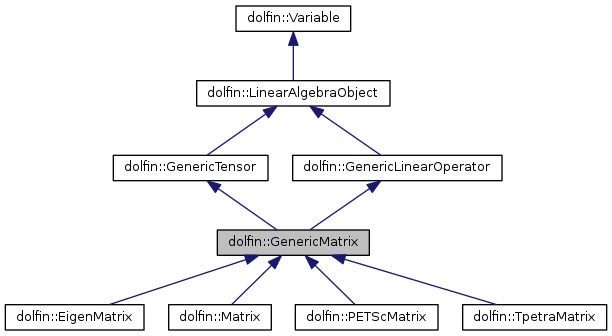 dolfin::Variable
dolfin::LinearAlgebraObject
dolfin::GenericTensor
dolfin::GenericLinearOperator
dolfin::GenericMatrix
dolfin::EigenMatrix
dolfin::Matrix
dolfin::PETScMatrix
dolfin::TpetraMatrix